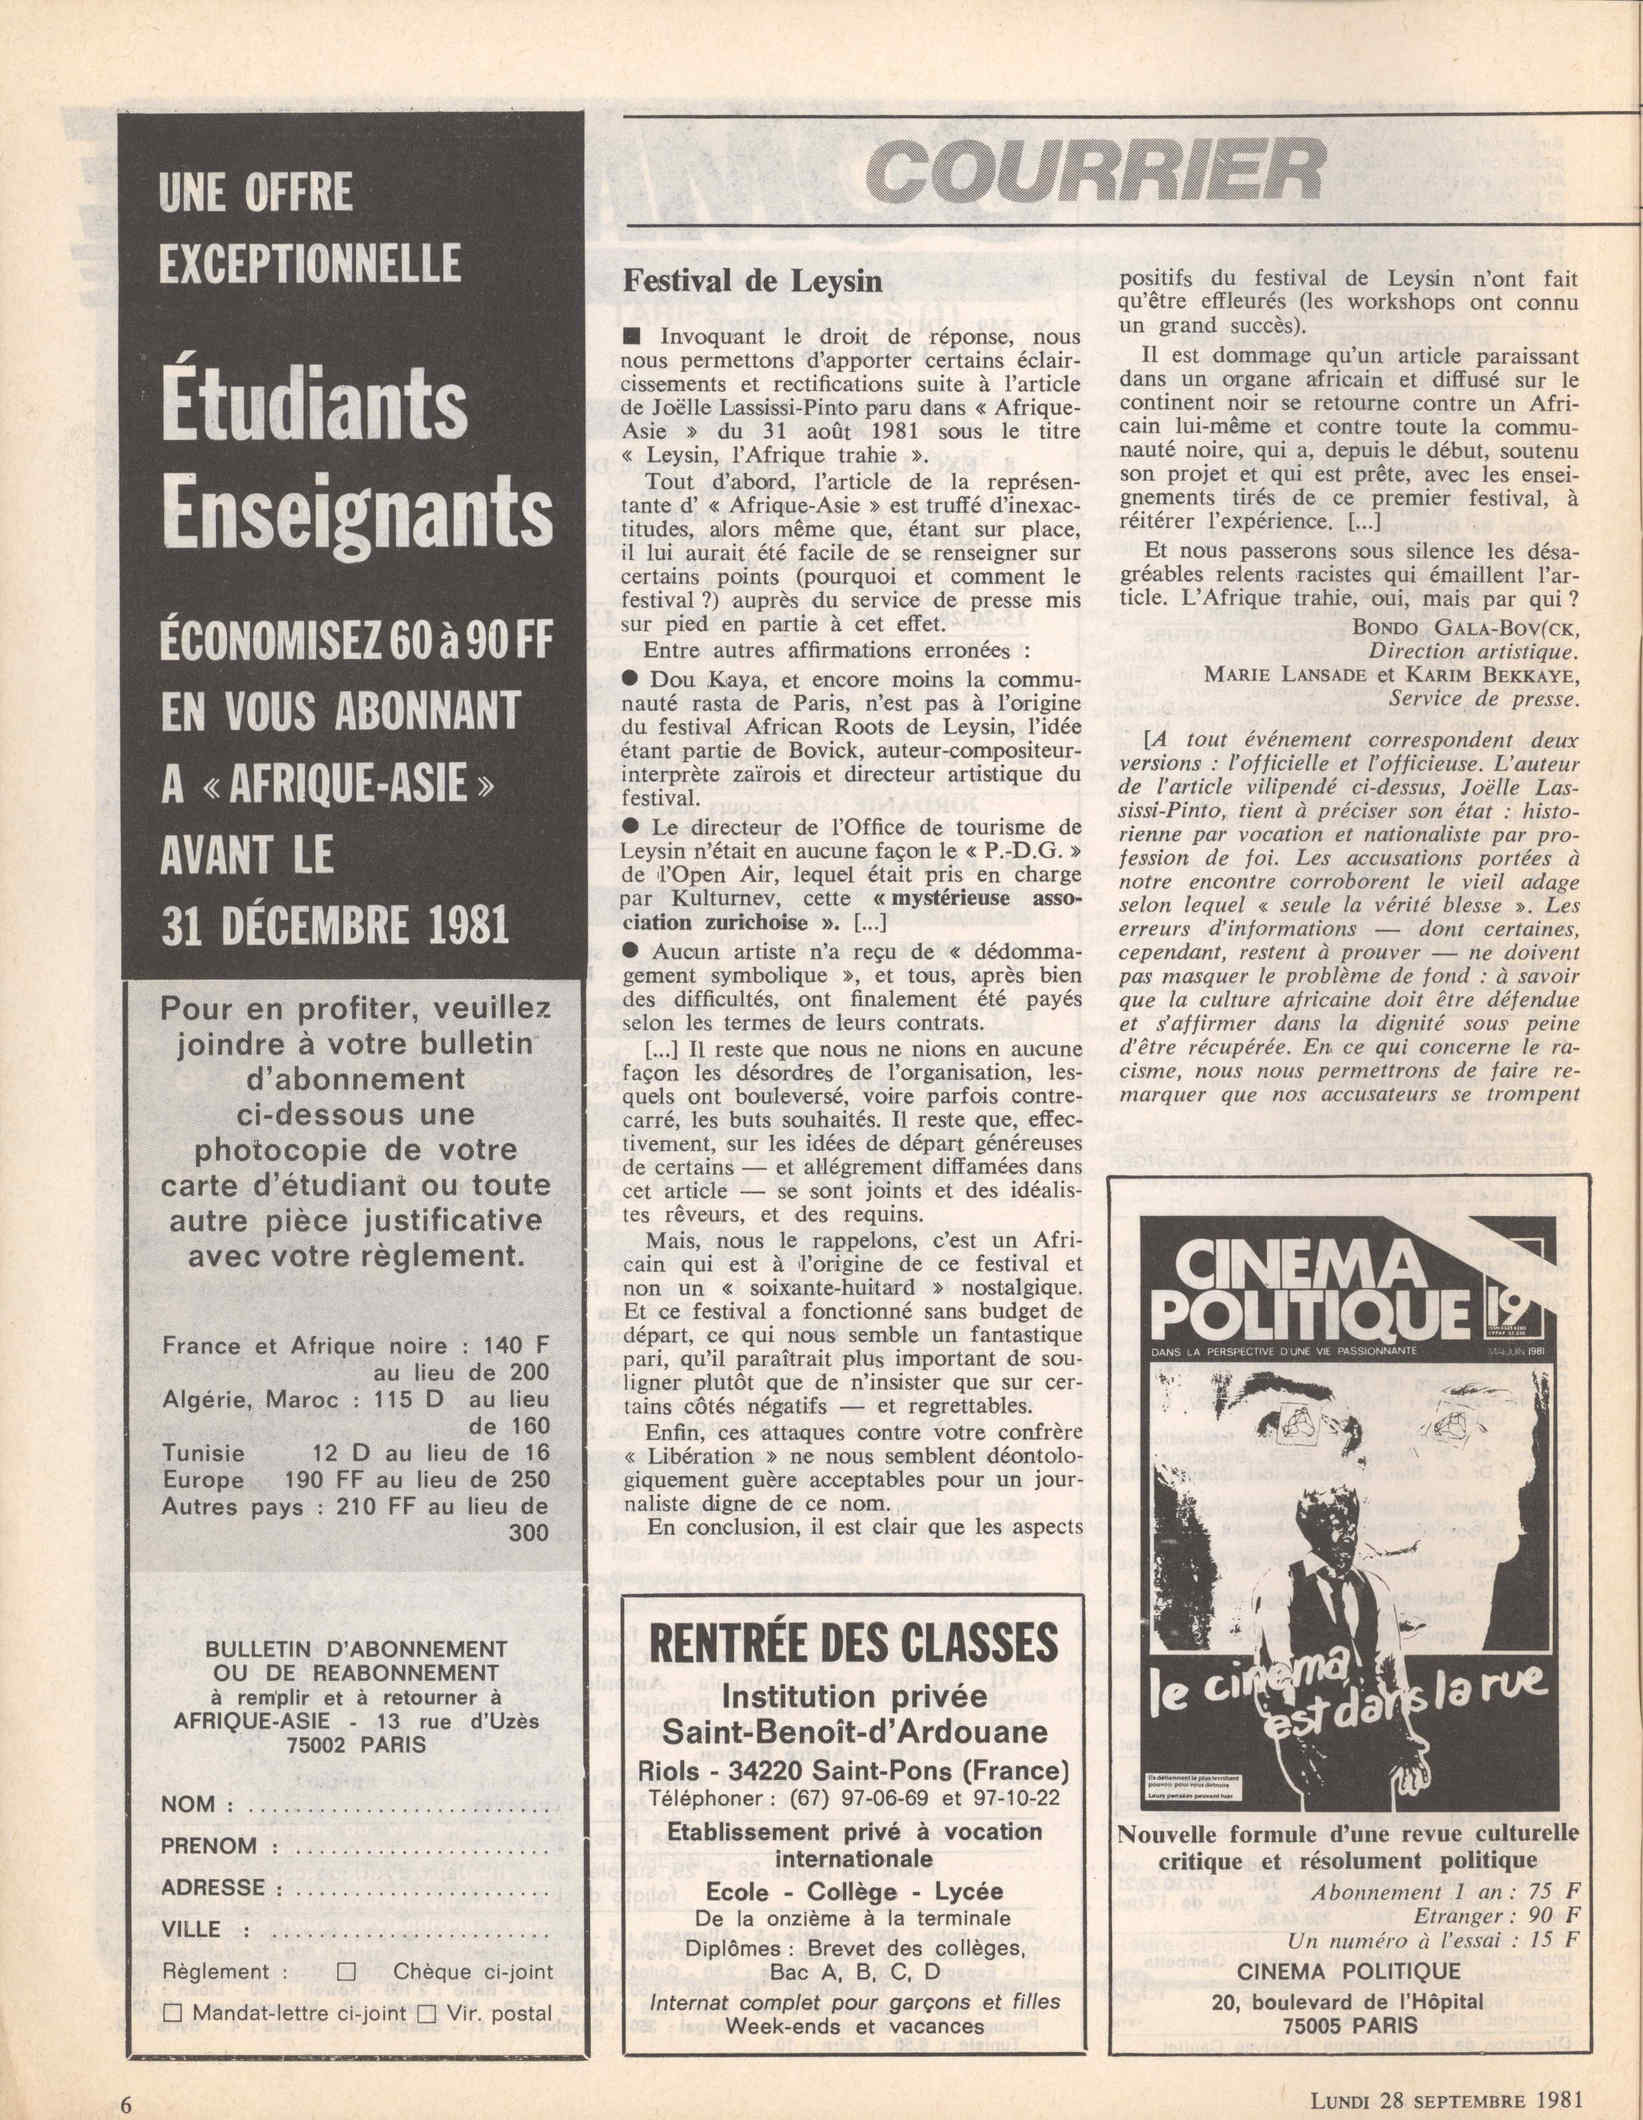 UNE OFFRE
EXCEPTIONNELLE
Étudiants
Enseignants
ÉCONOMISEZ 60 à 90 FF
EN VOUS ABONNANT
A « AFRIQUE-ASIE »
AVANT LE
31 DÉCEMBRE 1981
Pour en profiter, veuillez
joindre à votre bulletin
d'abonnement
ci-dessous une
photocopie de votre
carte d'étudiant ou toute
autre pièce justificative
avec votre règlement.
France et Afrique noire : 140 F
au lieu de 200
Algérie, Maroc : 115 D au lieu
de 160
Tunisie 12 D au lieu de 16
Europe 190 FF au lieu de 250
Autres pays : 210 FF au lieu de
300
BULLETIN D'ABONNEMENT
OU DE REABONNEMENT
à remplir et à retourner à
AFRIQUE-ASIE - 13 rue d'Uzès
75002 PARIS
NOM : ..........................
PRENOM : ......................
ADRESSE : ......................
VILLE : ........................
Règlement : □ Chèque ci-joint
□ Mandat-lettre ci-joint □ Vir. postal
COURRIER
Festival de Leysin
■ Invoquant le droit de réponse, nous
nous permettons d'apporter certains éclair-
cissements et rectifications suite à l'article
de Joëlle Lassissi-Pinto paru dans « Afrique-
Asie » du 31 août 1981 sous le titre
« Leysin, l'Afrique trahie ».
Tout d'abord, l'article de la représen-
tante d' « Afrique-Asie » est truffé d'inexac-
titudes, alors même que, étant sur place,
il lui aurait été facile de se renseigner sur
certains points (pourquoi et comment le
festival ?) auprès du service de presse mis
sur pied en partie à cet effet.
Entre autres affirmations erronées :
● Dou Kaya, et encore moins la commu-
nauté rasta de Paris, n'est pas à l'origine
du festival African Roots de Leysin, l'idée
étant partie de Bovick, auteur-compositeur-
interprète zaïrois et directeur artistique du
festival.
● Le directeur de l'Office de tourisme de
Leysin n'était en aucune façon le « P.-D.G. »
de l'Open Air, lequel était pris en charge
par Kulturnev, cette « mystérieuse asso-
ciation zurichoise ». [...]
● Aucun artiste n'a reçu de « dédomma-
gement symbolique », et tous, après bien
des difficultés, ont finalement été payés
selon les termes de leurs contrats.
[...] Il reste que nous ne nions en aucune
façon les désordres de l'organisation, les-
quels ont bouleversé, voire parfois contre-
carré, les buts souhaités. Il reste que, effec-
tivement, sur les idées de départ généreuses
de certains — et allégrement diffamées dans
cet article — se sont joints et des idéalis-
tes rêveurs, et des requins.
Mais, nous le rappelons, c'est un Afri-
cain qui est à l'origine de ce festival et
non un « soixante-huitard » nostalgique.
Et ce festival a fonctionné sans budget de
départ, ce qui nous semble un fantastique
pari, qu'il paraîtrait plus important de sou-
ligner plutôt que de n'insister que sur cer-
tains côtés négatifs — et regrettables.
Enfin, ces attaques contre votre confrère
« Libération » ne nous semblent déontolo-
giquement guère acceptables pour un jour-
naliste digne de ce nom.
En conclusion, il est clair que les aspects
positifs du festival de Leysin n'ont fait
qu'être effleurés (les workshops ont connu
un grand succès).
Il est dommage qu'un article paraissant
dans un organe africain et diffusé sur le
continent noir se retourne contre un Afri-
cain lui-même et contre toute la commu-
nauté noire, qui a, depuis le début, soutenu
son projet et qui est prête, avec les ensei-
gnements tirés de ce premier festival, à
réitérer l'expérience. [...]
Et nous passerons sous silence les désa-
gréables relents racistes qui émaillent l'ar-
ticle. L'Afrique trahie, oui, mais par qui ?
BONDO GALA-BOV(CK,
Direction artistique.
MARIE LANSADE et KARIM BEKKAYE,
Service de presse.
[A tout événement correspondent deux
versions : l'officielle et l'officieuse. L'auteur
de l'article vilipendé ci-dessus, Joëlle Las-
sissi-Pinto, tient à préciser son état : histo-
rienne par vocation et nationaliste par pro-
fession de foi. Les accusations portées à
notre encontre corroborent le vieil adage
selon lequel « seule la vérité blesse ». Les
erreurs d'informations — dont certaines,
cependant, restent à prouver — ne doivent
pas masquer le problème de fond : à savoir
que la culture africaine doit être défendue
et s'affirmer dans la dignité sous peine
d'être récupérée. En ce qui concerne le ra-
cisme, nous nous permettrons de faire re-
marquer que nos accusateurs se trompent
RENTRÉE DES CLASSES
Institution privée
Saint-Benoît-d'Ardouane
Riols - 34220 Saint-Pons (France)
Téléphoner : (67) 97-06-69 et 97-10-22
Etablissement privé à vocation
internationale
Ecole - Collège - Lycée
De la onzième à la terminale
Diplômes : Brevet des collèges,
Bac A, B, C, D
Internat complet pour garçons et filles
Week-ends et vacances
CINEMA
POLITIQUE 19
DANS LA PERSPECTIVE D'UNE VIE PASSIONNANTE MAI-JUIN 1981
le cinéma
est dans la rue
Ils détiennent le plus terrifiant
pouvoir pour vous détruire
Leurs pensées peuvent tuer
Nouvelle formule d'une revue culturelle
critique et résolument politique
Abonnement 1 an : 75 F
Etranger : 90 F
Un numéro à l'essai : 15 F
CINEMA POLITIQUE
20, boulevard de l'Hôpital
75005 PARIS
6
LUNDI 28 SEPTEMBRE 1981